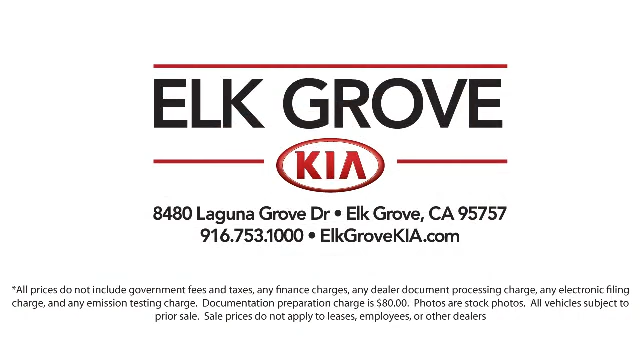 ELK GROVE
KIA
8480 Laguna Grove Dr • Elk Grove, CA 95757
916.753.1000 • ElkGroveKIA.com
*All prices do not include government fees and taxes, any finance charges, any dealer document processing charge, any electronic filing
charge, and any emission testing charge.  Documentation preparation charge is $80.00.  Photos are stock photos.  All vehicles subject to
prior sale.  Sale prices do not apply to leases, employees, or other dealers